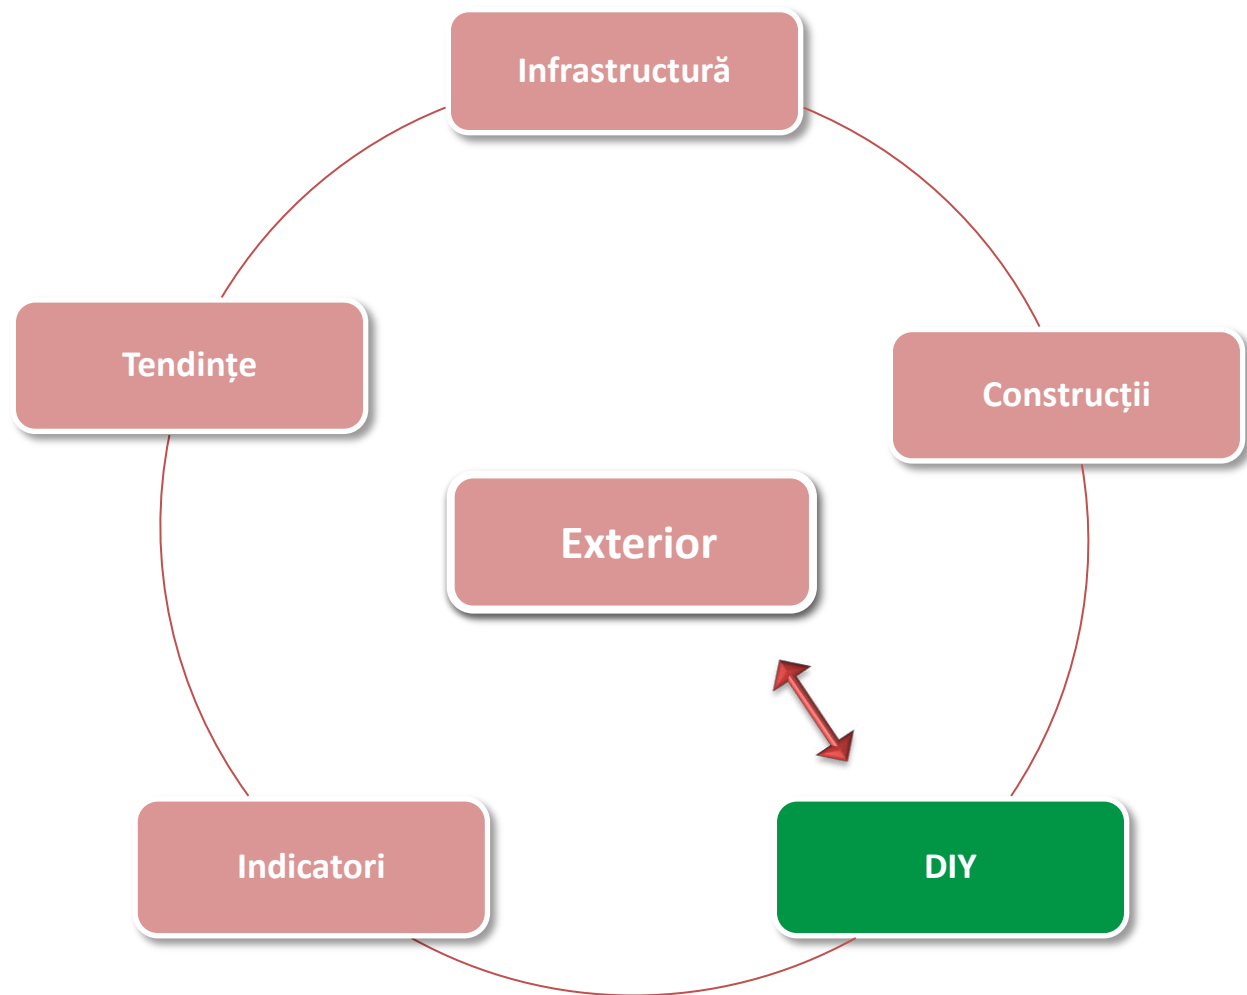 Infrastructură
Tendințe
Construcții
Exterior
Indicatori
DIY